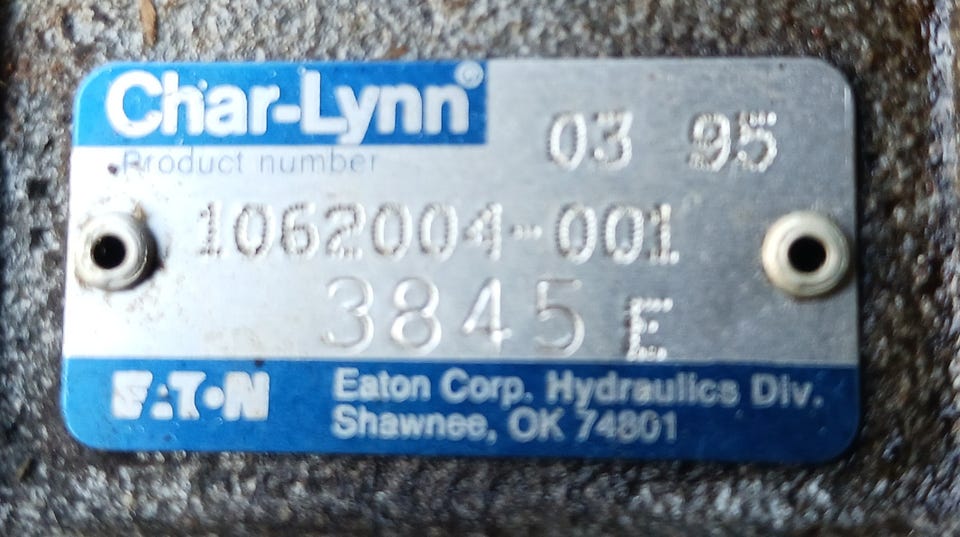 Char-Lynn®
03 95
Product number
1062004-001
3845 E
EATON
Eaton Corp. Hydraulics Div.
Shawnee, OK 74801